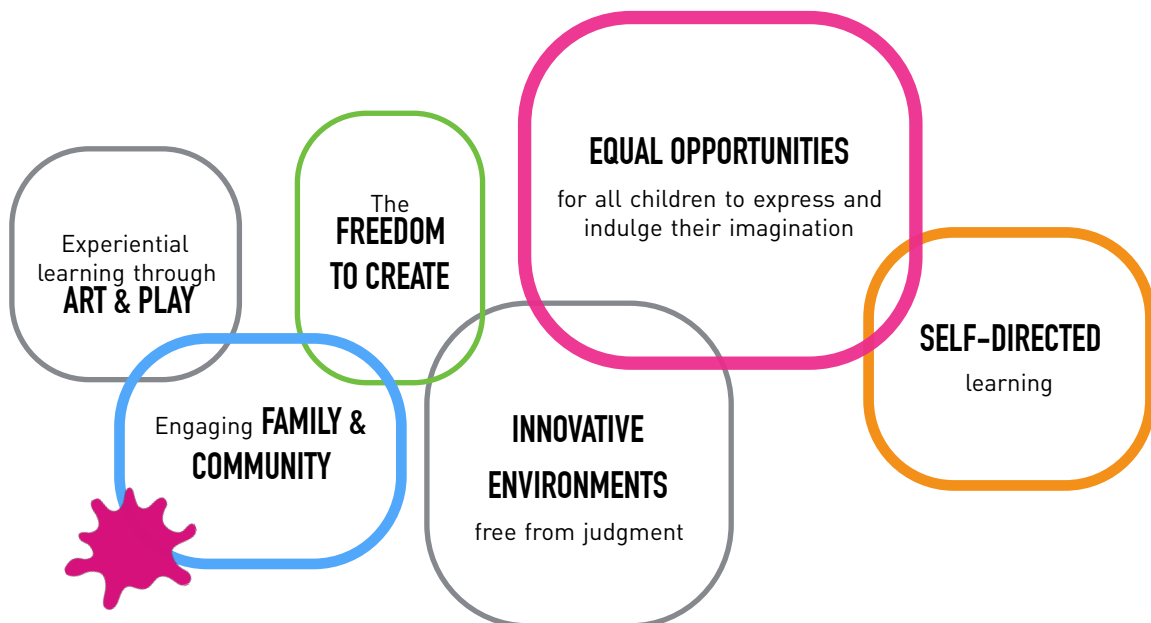 Experiential
learning through
ART & PLAY
The
FREEDOM
TO CREATE
Engaging FAMILY &
COMMUNITY
EQUAL OPPORTUNITIES
for all children to express and
indulge their imagination
INNOVATIVE
ENVIRONMENTS
free from judgment
SELF-DIRECTED
learning